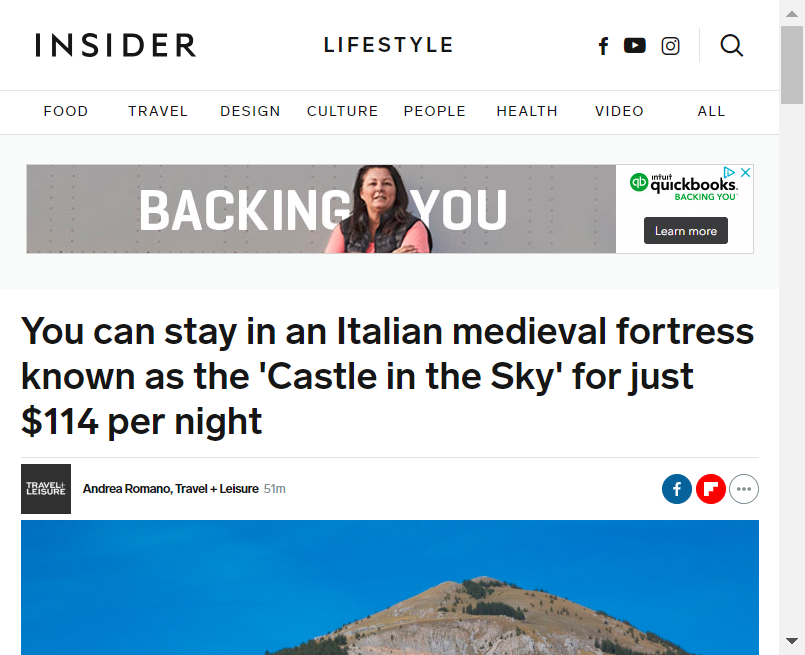 INSIDER
LIFESTYLE
FOOD TRAVEL DESIGN CULTURE PEOPLE HEALTH VIDEO ALL
BACKING YOU
intuit
quickbooks.
BACKING YOU
Learn more
You can stay in an Italian medieval fortress
known as the 'Castle in the Sky' for just
$114 per night
TRAVEL+
LEISURE
Andrea Romano, Travel + Leisure 51m